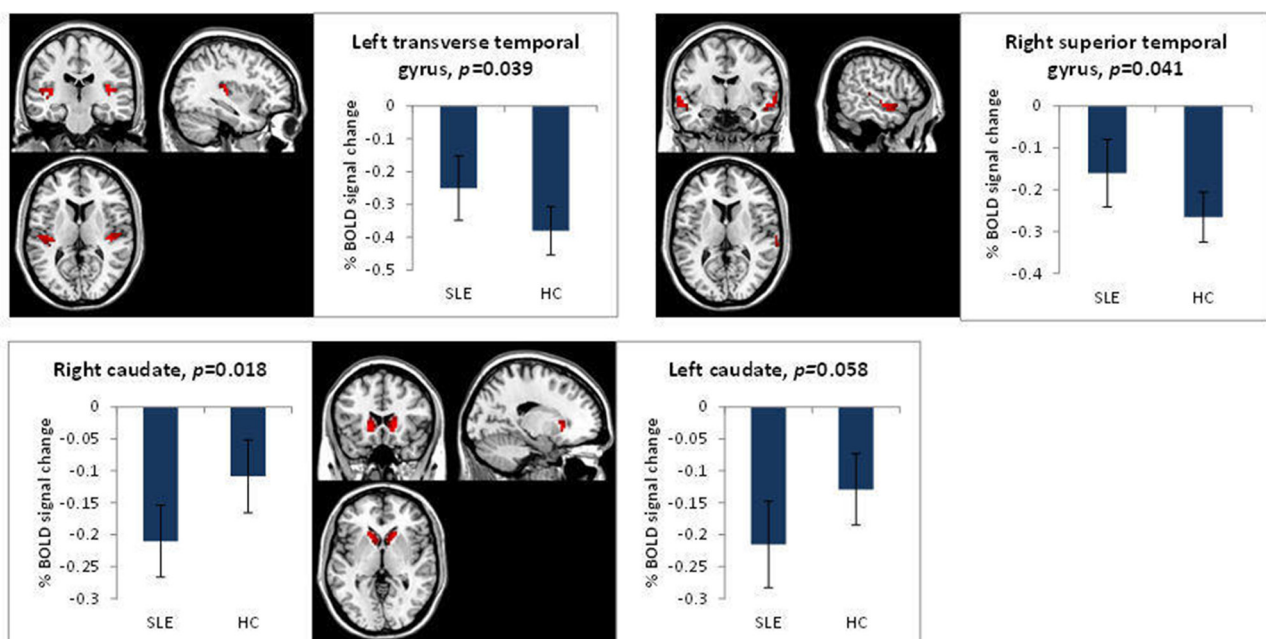 Left transverse temporal
gyrus, p=0.039
% BOLD signal change
0
-0.1
-0.2
-0.3
-0.4
-0.5
SLE HC
Right superior temporal
gyrus, p=0.041
% BOLD signal change
0
-0.1
-0.2
-0.3
-0.4
SLE HC
Right caudate, p=0.018
% BOLD signal change
0
-0.05
-0.1
-0.15
-0.2
-0.25
-0.3
SLE HC
Left caudate, p=0.058
% BOLD signal change
0
-0.05
-0.1
-0.15
-0.2
-0.25
-0.3
SLE HC